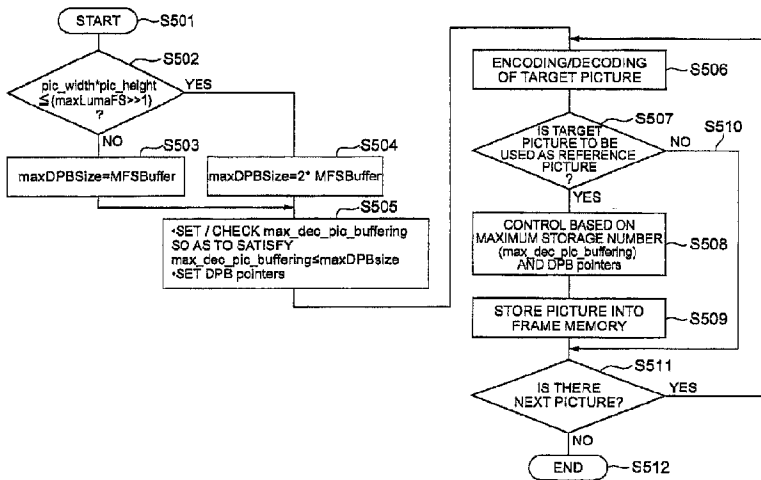 START
S501
S502
pic_width*pic_height
≦(maxLumaFS>>1)
?
YES
NO
S503
maxDPBSize=MFSBuffer
S504
maxDPBSize=2* MFSBuffer
S505
•SET / CHECK max_dec_pic_buffering
SO AS TO SATISFY
max_dec_pic_buffering≦maxDPBsize
•SET DPB pointers
ENCODING/DECODING
OF TARGET PICTURE
S506
S507
IS TARGET
PICTURE TO BE
USED AS REFERENCE
PICTURE
?
NO
S510
YES
CONTROL BASED ON
MAXIMUM STORAGE NUMBER
(max_dec_pic_buffering)
AND DPB pointers
S508
STORE PICTURE INTO
FRAME MEMORY
S509
S511
IS THERE
NEXT PICTURE?
YES
NO
END
S512